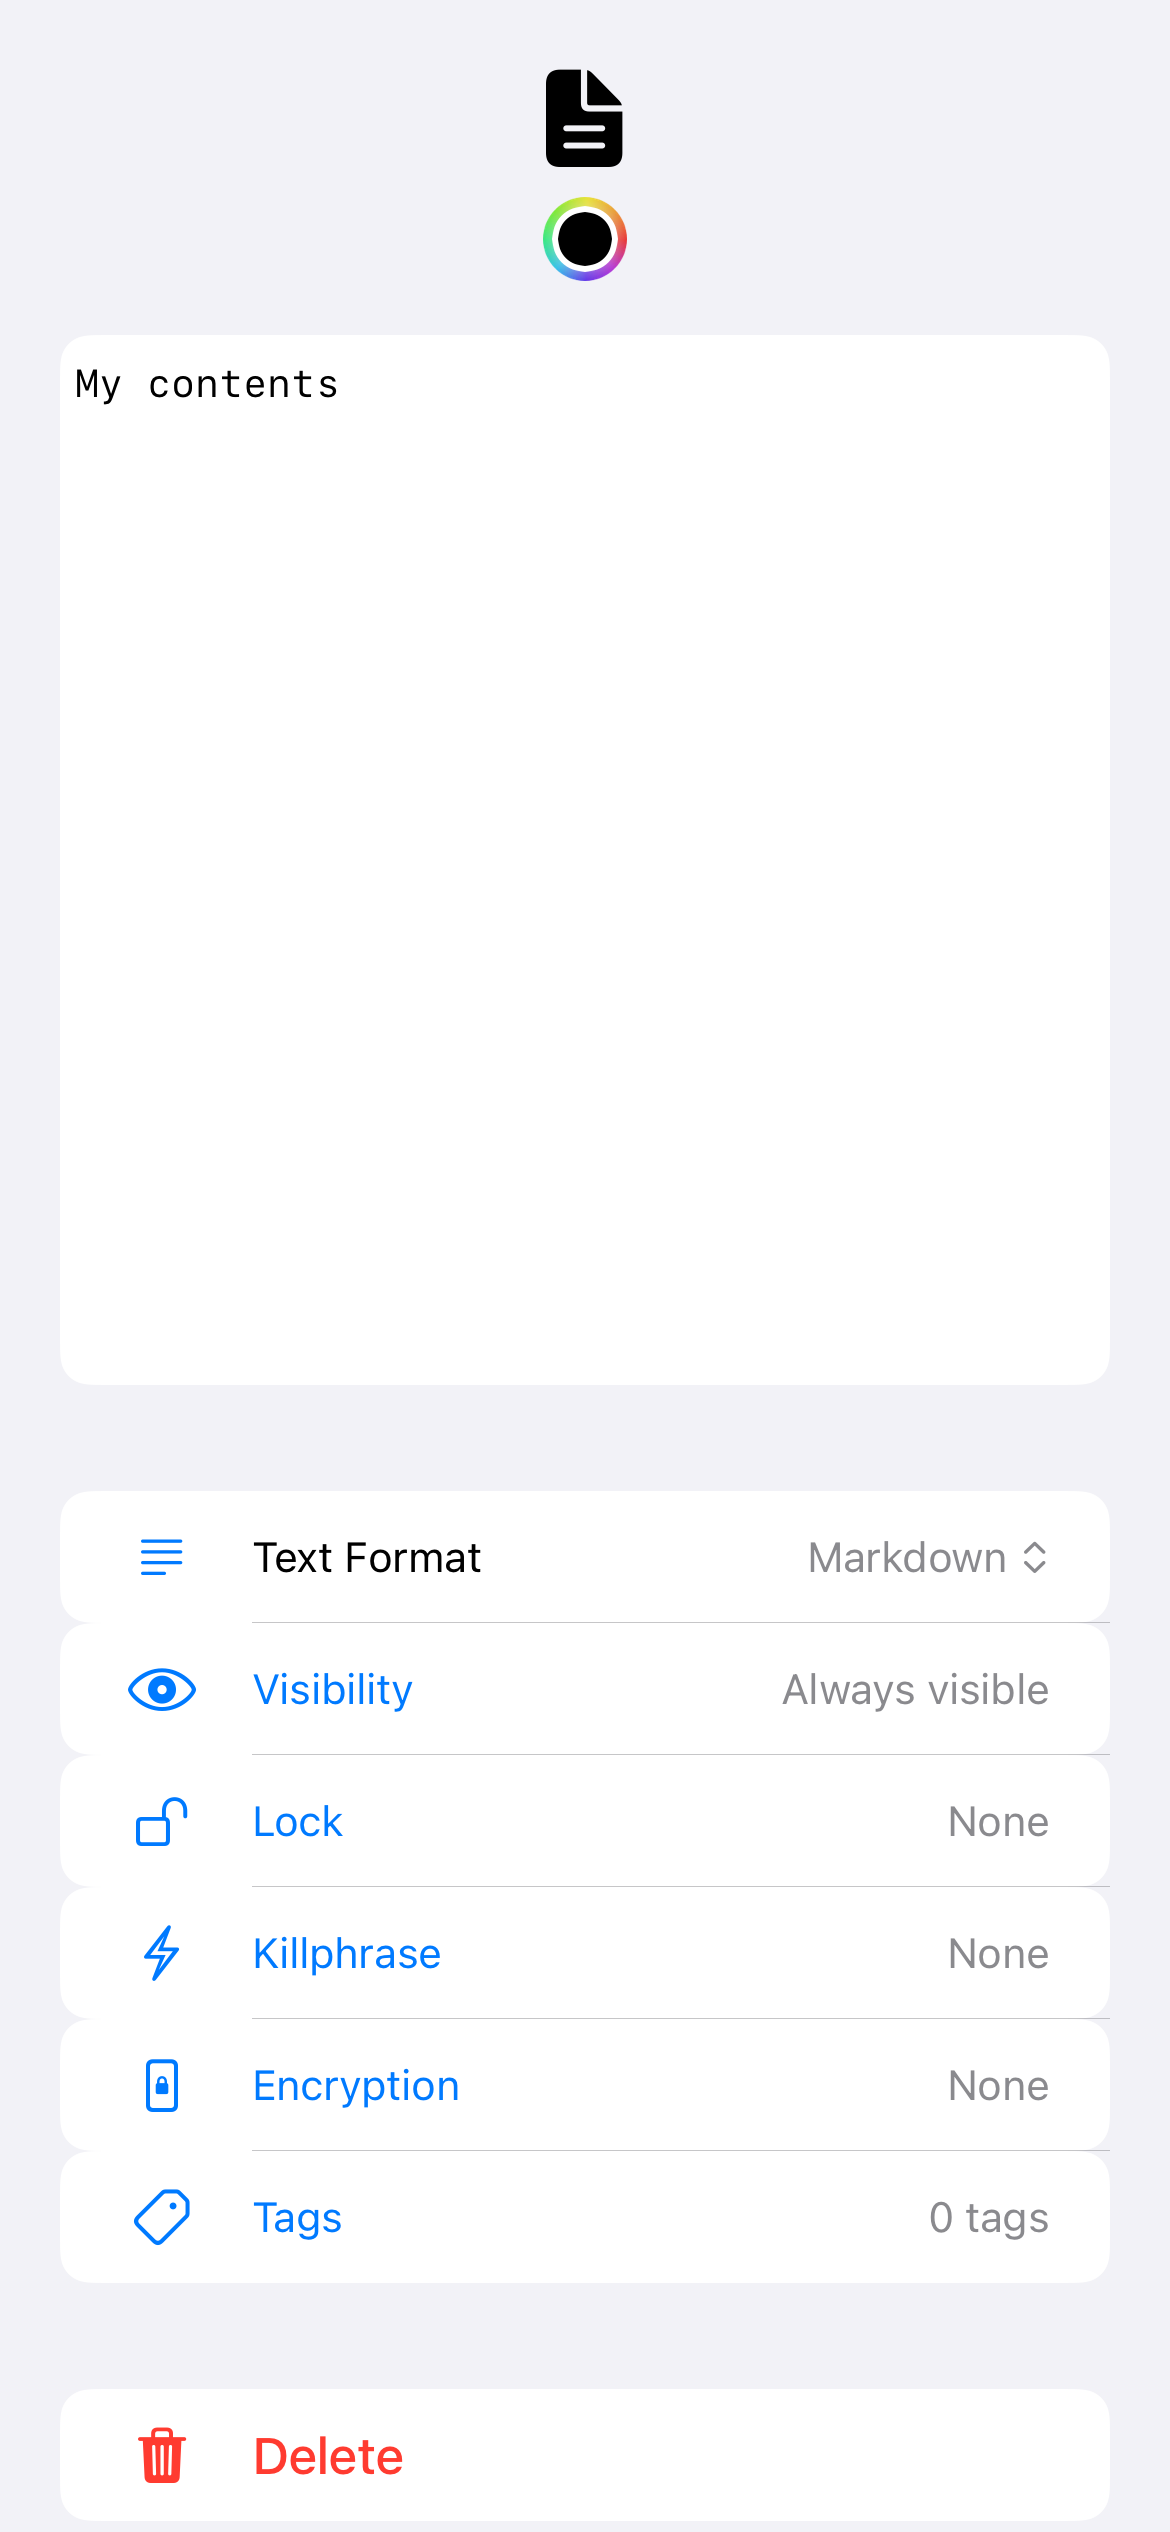 My contents
Text Format Markdown
Visibility Always visible
Lock None
Killphrase None
Encryption None
Tags 0 tags
Delete